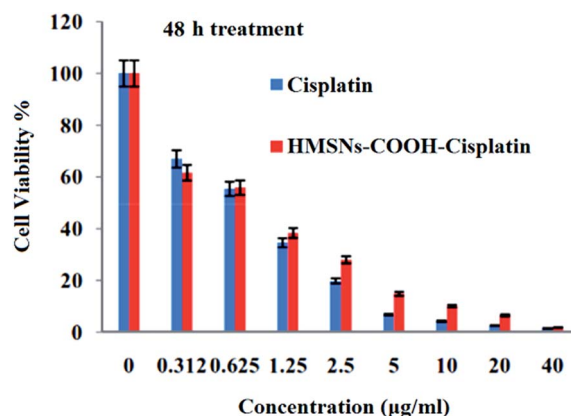 48 h treatment
Cisplatin
HMSNs-COOH-Cisplatin
Cell Viability %
120
100
80
60
40
20
0
0 0.312 0.625 1.25 2.5 5 10 20 40
Concentration (μg/ml)